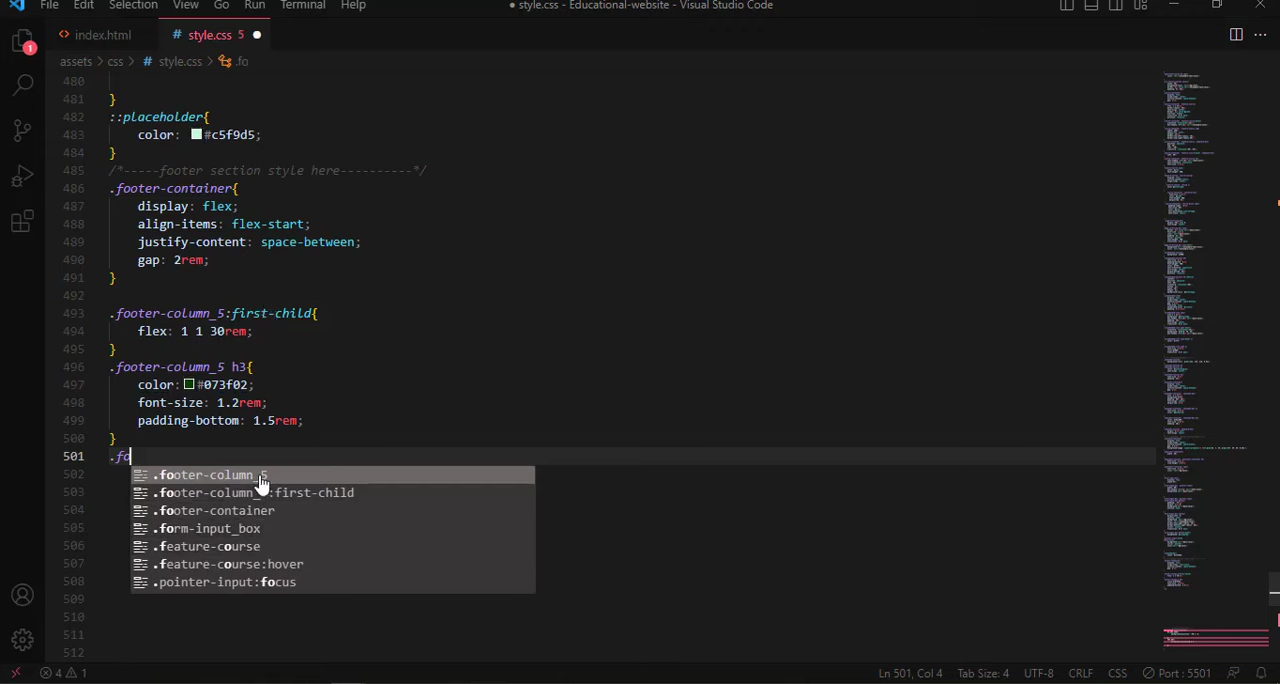 File Edit Selection View Go Run Terminal Help ● style.css - Educational-website - Visual Studio Code
<> index.html # style.css 5 ●
assets > css > # style.css > .fo
1
480
481 }
482 ::placeholder{
483 color: #c5f9d5;
484 }
485 /*-----footer section style here----------*/
486 .footer-container{
487 display: flex;
488 align-items: flex-start;
489 justify-content: space-between;
490 gap: 2rem;
491 }
492
493 .footer-column_5:first-child{
494 flex: 1 1 30rem;
495 }
496 .footer-column_5 h3{
497 color: #073f02;
498 font-size: 1.2rem;
499 padding-bottom: 1.5rem;
500 }
501 .fo
502 .footer-column_5
503 .footer-column_5:first-child
504 .footer-container
505 .form-input_box
506 .feature-course
507 .feature-course:hover
508 .pointer-input:focus
509
510
511
512
4 1 Ln 501, Col 4 Tab Size: 4 UTF-8 CRLF CSS Port : 5501